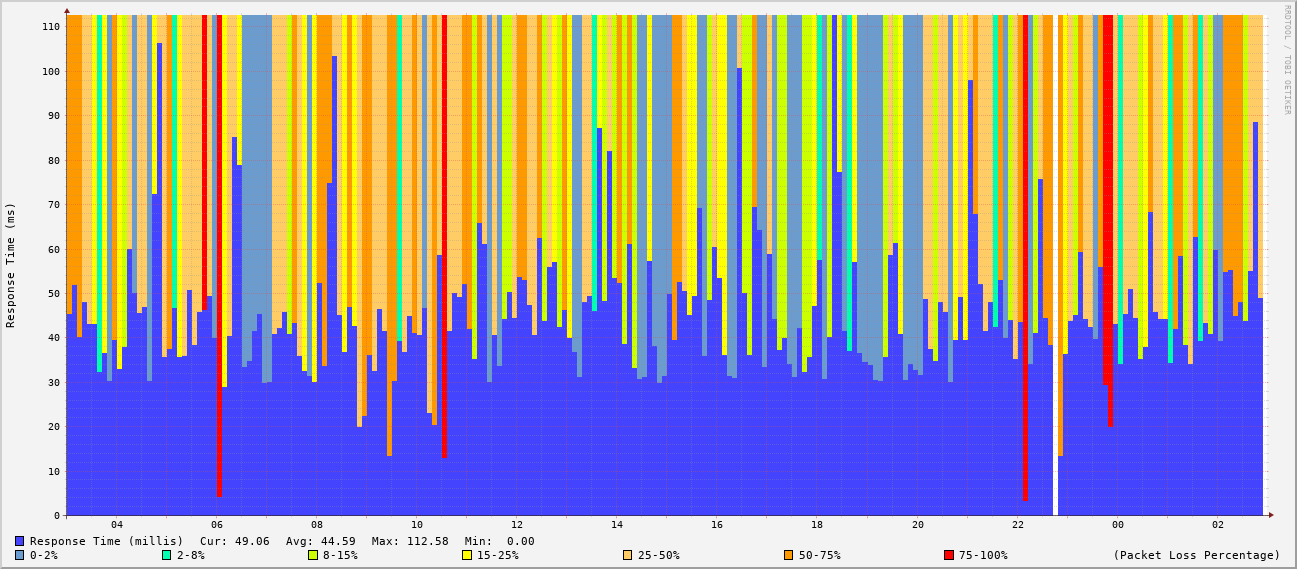 RRDTOOL / TOBI OETIKER
Response Time (ms)
110
100
90
80
70
60
50
40
30
20
10
0
04 06 08 10 12 14 16 18 20 22 00 02
Response Time (millis) Cur: 49.06 Avg: 44.59 Max: 112.58 Min: 0.00
0-2% 2-8% 8-15% 15-25% 25-50% 50-75% 75-100% (Packet Loss Percentage)